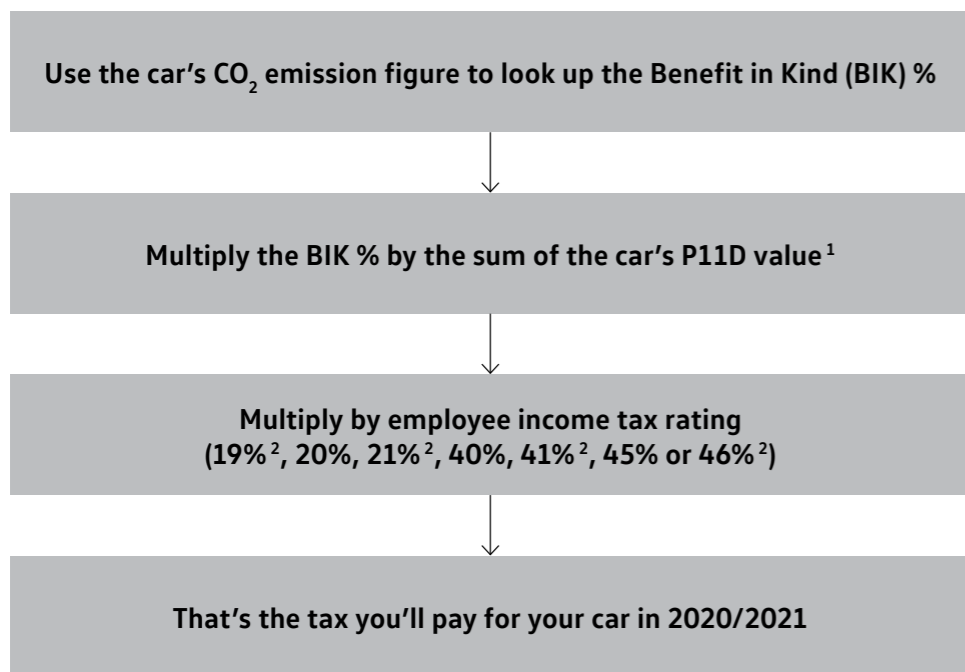 Use the car’s CO₂ emission figure to look up the Benefit in Kind (BIK) %
Multiply the BIK % by the sum of the car’s P11D value ¹
Multiply by employee income tax rating
(19% ², 20%, 21% ², 40%, 41% ², 45% or 46% ²)
That’s the tax you’ll pay for your car in 2020/2021